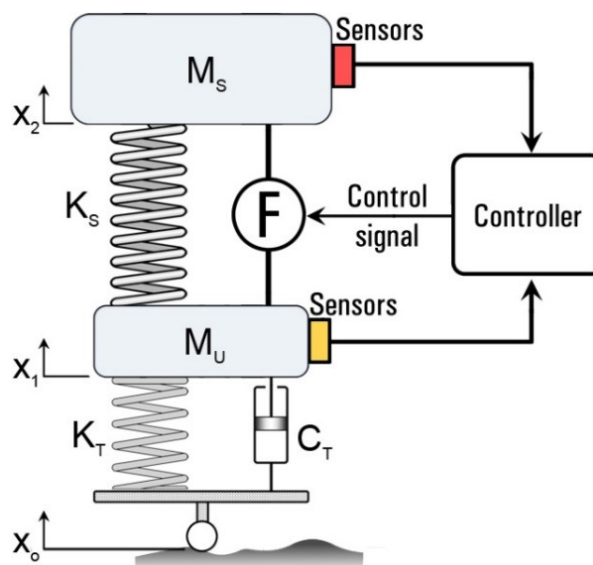 Sensors
M_S
x_2
K_S
F
Control
signal
Controller
Sensors
M_U
x_1
K_T
C_T
x_o